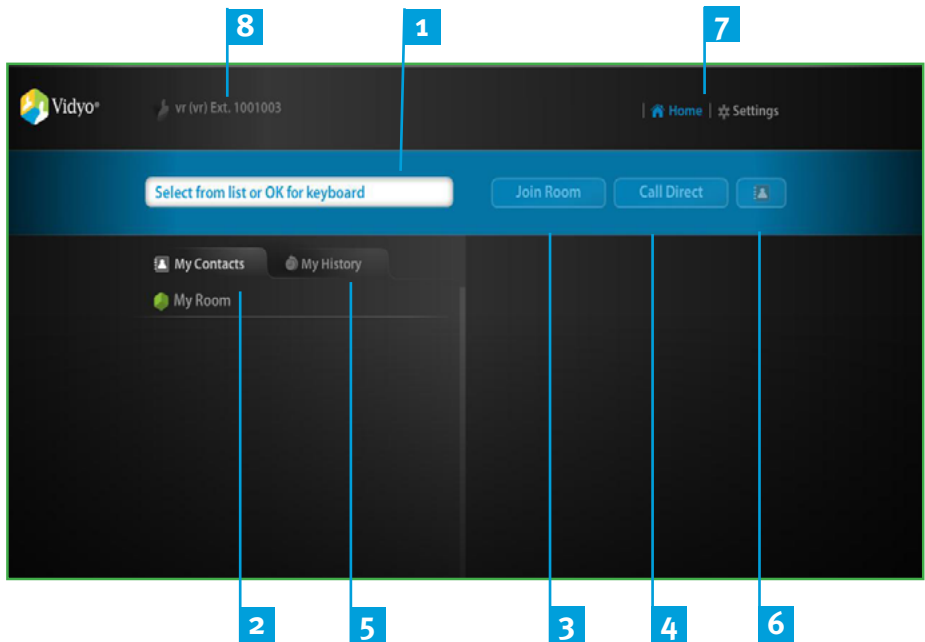 8 1 7
Vidyo® vr (vr) Ext. 1001003 | Home | Settings
Select from list or OK for keyboard Join Room Call Direct
My Contacts My History
My Room
2 5 3 4 6